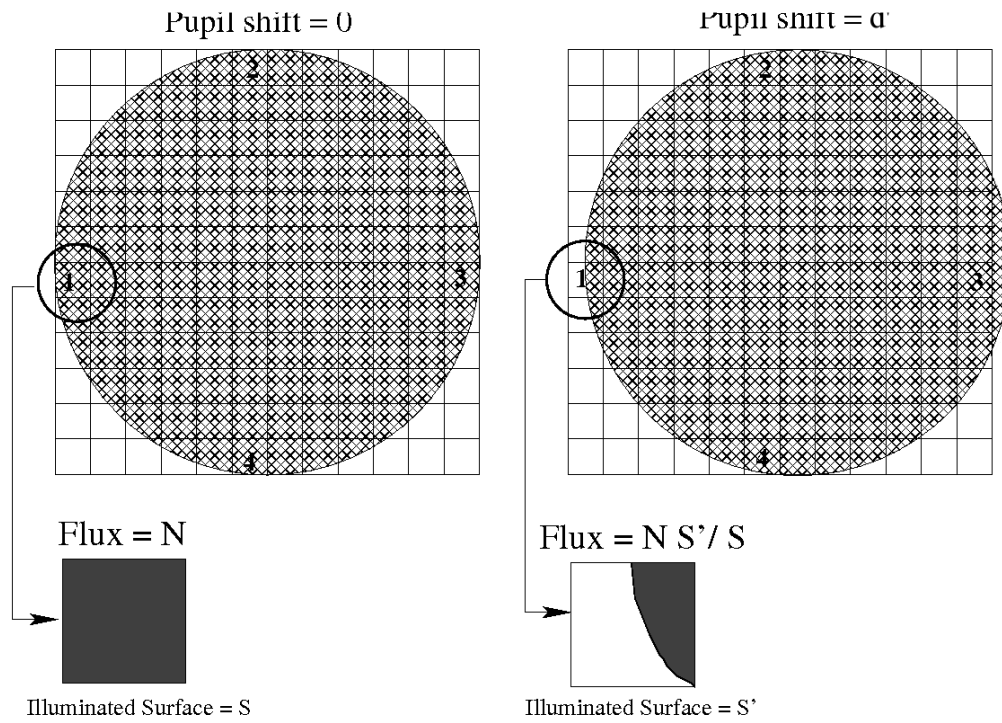 Pupil shift = 0
Pupil shift = d
2
1
3
4
2
1
3
4
Flux = N
Flux = N S'/ S
Illuminated Surface = S
Illuminated Surface = S'